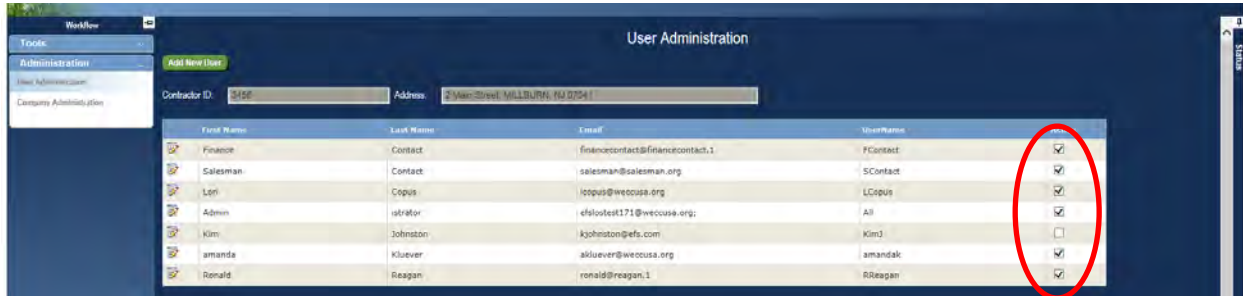 Workflow
Tools
Administration
User Administration
Company Administration
User Administration
Add New User
Contractor ID: 3456 Address: 2 Main Street, MILLBURN, NJ 07041
First Name Last Name Email UserName
Finance Contact financecontact@financecontact.1 FContact
Salesman Contact salesman@salesman.org SContact
Lori Copus lcopus@weccusa.org LCopus
Admin istrator efslostest171@weccusa.org;
Kim Johnston kjohnston@efs.com KimJ
amanda Kluever akluever@weccusa.org amandak
Ronald Reagan ronald@reagan.1 RReagan
Status